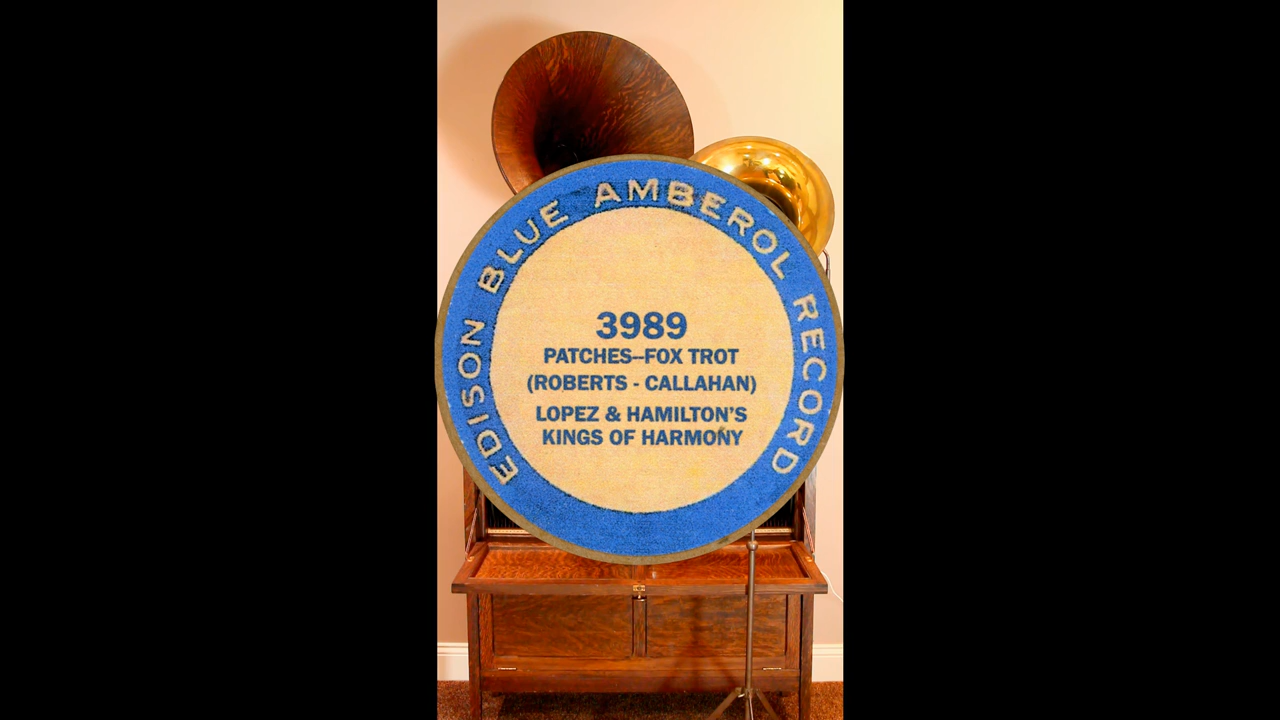 EDISON BLUE AMBEROL RECORD
3989
PATCHES--FOX TROT
(ROBERTS - CALLAHAN)
LOPEZ & HAMILTON'S
KINGS OF HARMONY